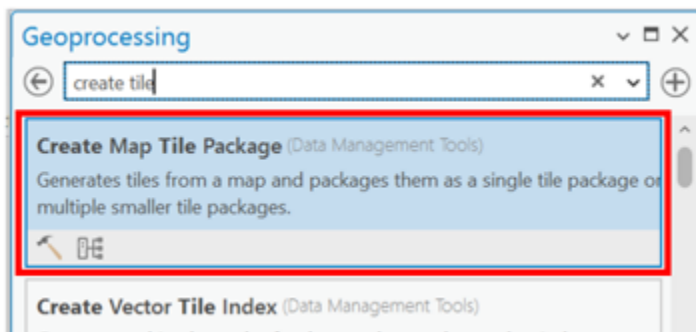 Geoprocessing
create tile
Create Map Tile Package (Data Management Tools)
Generates tiles from a map and packages them as a single tile package or
multiple smaller tile packages.
Create Vector Tile Index (Data Management Tools)